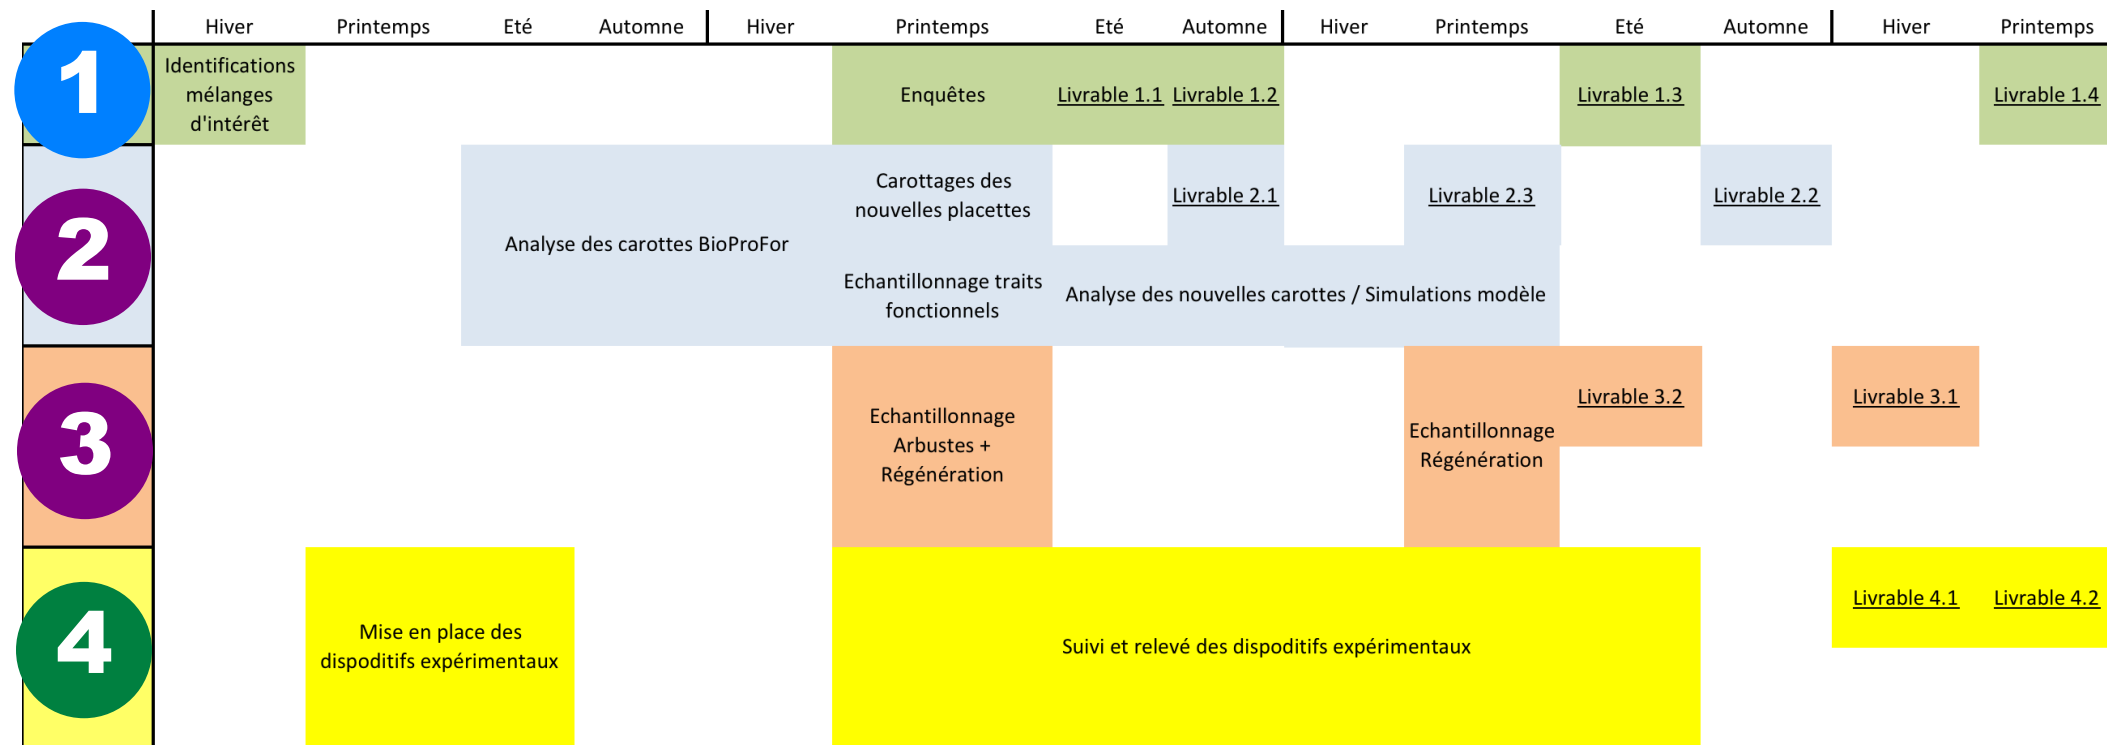 Hiver Printemps Eté Automne Hiver Printemps Eté Automne Hiver Printemps Eté Automne Hiver Printemps
1
Identifications
mélanges
d'intérêt
Enquêtes
Livrable 1.1
Livrable 1.2
Livrable 1.3
Livrable 1.4
2
Analyse des carottes BioProFor
Carottages des
nouvelles placettes
Livrable 2.1
Livrable 2.3
Livrable 2.2
Echantillonnage traits
fonctionnels
Analyse des nouvelles carottes / Simulations modèle
3
Echantillonnage
Arbustes +
Régénération
Echantillonnage
Régénération
Livrable 3.2
Livrable 3.1
4
Mise en place des
dispoditifs expérimentaux
Suivi et relevé des dispoditifs expérimentaux
Livrable 4.1
Livrable 4.2